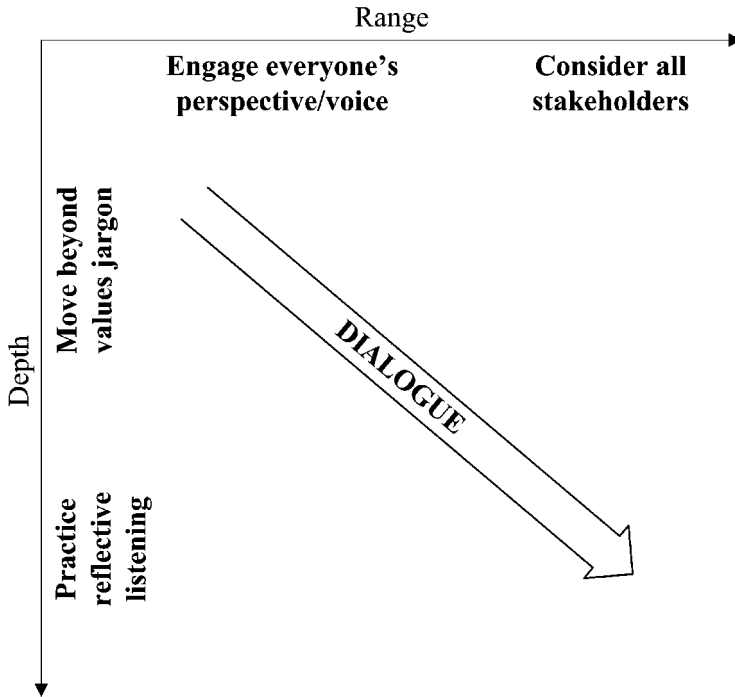 Range
Engage everyone’s
perspective/voice
Consider all
stakeholders
Depth
Move beyond
values jargon
Practice
reflective
listening
DIALOGUE